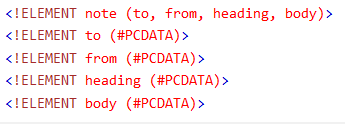 <!ELEMENT note (to, from, heading, body)>
<!ELEMENT to (#PCDATA)>
<!ELEMENT from (#PCDATA)>
<!ELEMENT heading (#PCDATA)>
<!ELEMENT body (#PCDATA)>